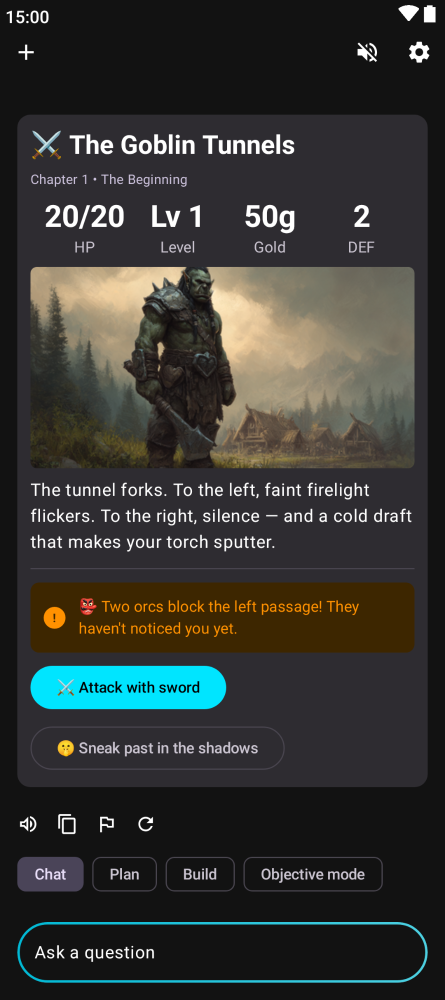 15:00
⚔️ The Goblin Tunnels
Chapter 1 • The Beginning
20/20 Lv 1 50g 2
HP Level Gold DEF
The tunnel forks. To the left, faint firelight
flickers. To the right, silence — and a cold draft
that makes your torch sputter.
👺 Two orcs block the left passage! They
haven't noticed you yet.
⚔️ Attack with sword
🤫 Sneak past in the shadows
Chat Plan Build Objective mode
Ask a question